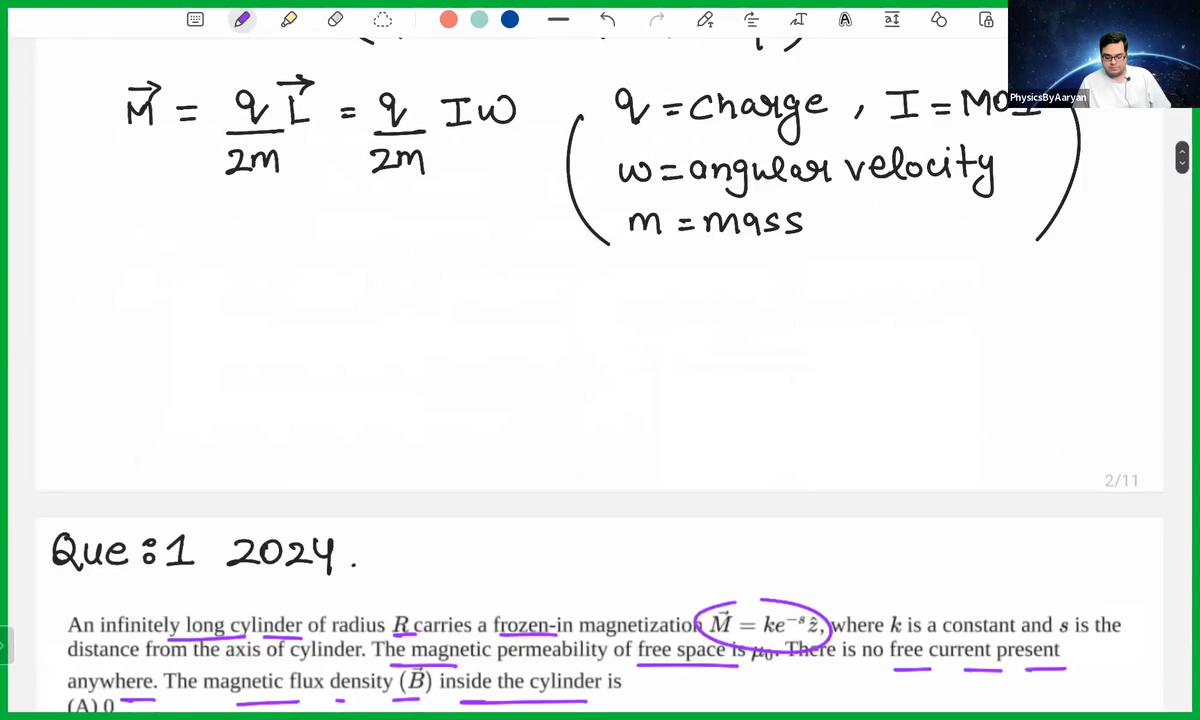 PhysicsByAaryan
M⃗ = q/2m L⃗ = q/2m Iω
( q = charge , I = MOI
ω = angular velocity
m = mass )
2/11
Que : 1 2024 .
An infinitely long cylinder of radius R carries a frozen-in magnetization M⃗ = ke⁻ˢẑ, where k is a constant and s is the
distance from the axis of cylinder. The magnetic permeability of free space is μ₀. There is no free current present
anywhere. The magnetic flux density (B⃗) inside the cylinder is
(A) 0